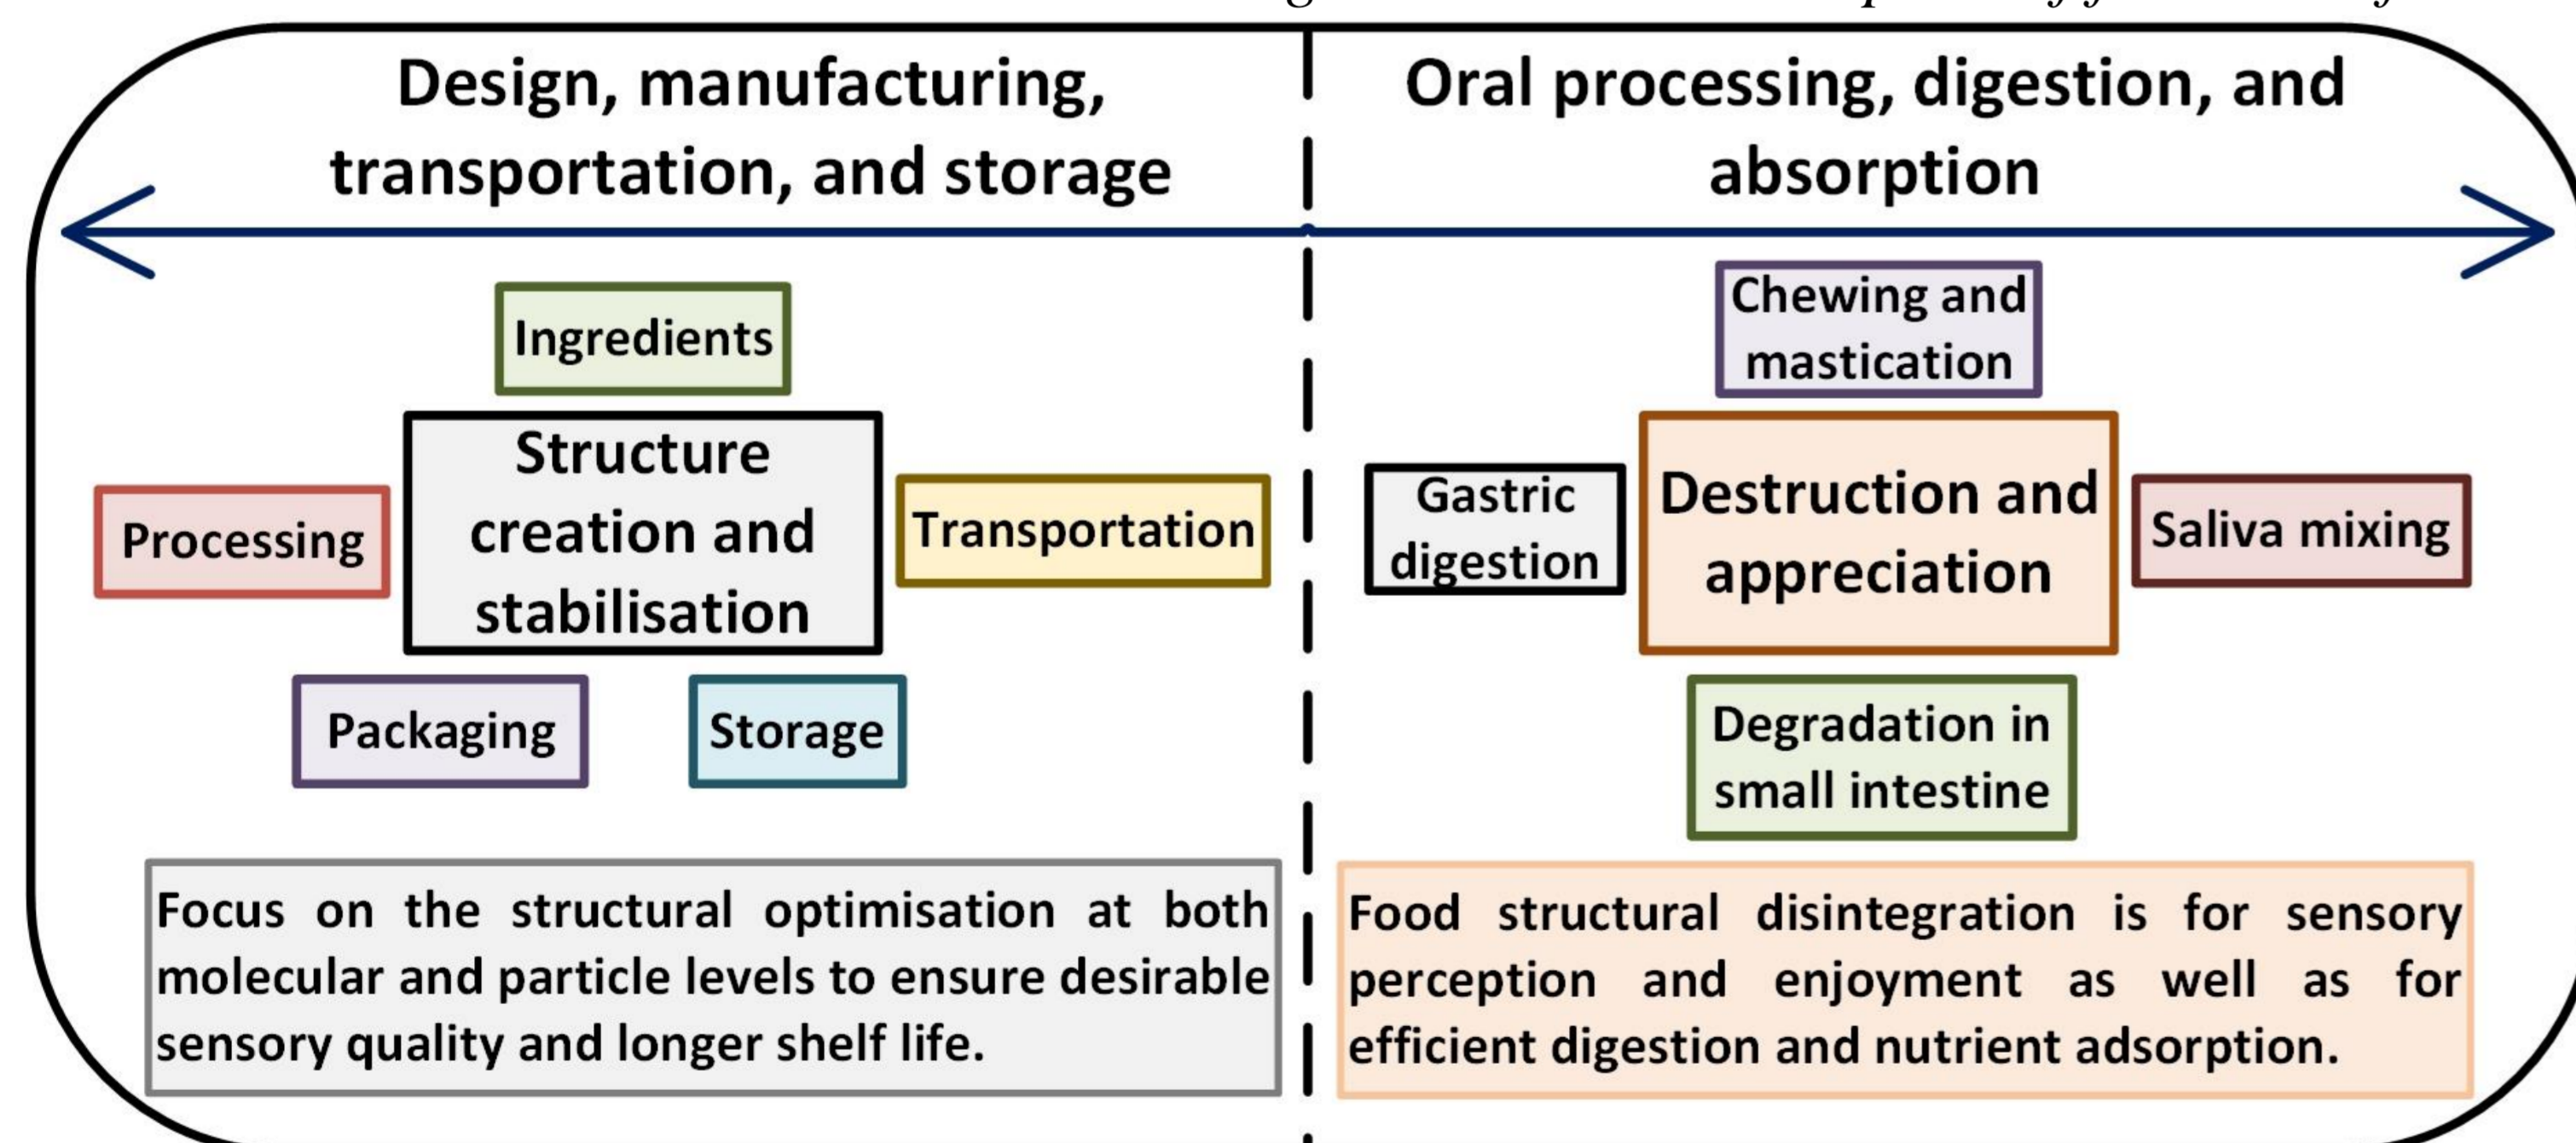 Design, manufacturing,
transportation, and storage
Oral processing, digestion, and
absorption
Ingredients
Structure
creation and
stabilisation
Processing
Transportation
Packaging
Storage
Chewing and
mastication
Gastric
digestion
Destruction and
appreciation
Saliva mixing
Degradation in
small intestine
Focus on the structural optimisation at both
molecular and particle levels to ensure desirable
sensory quality and longer shelf life.
Food structural disintegration is for sensory
perception and enjoyment as well as for
efficient digestion and nutrient adsorption.